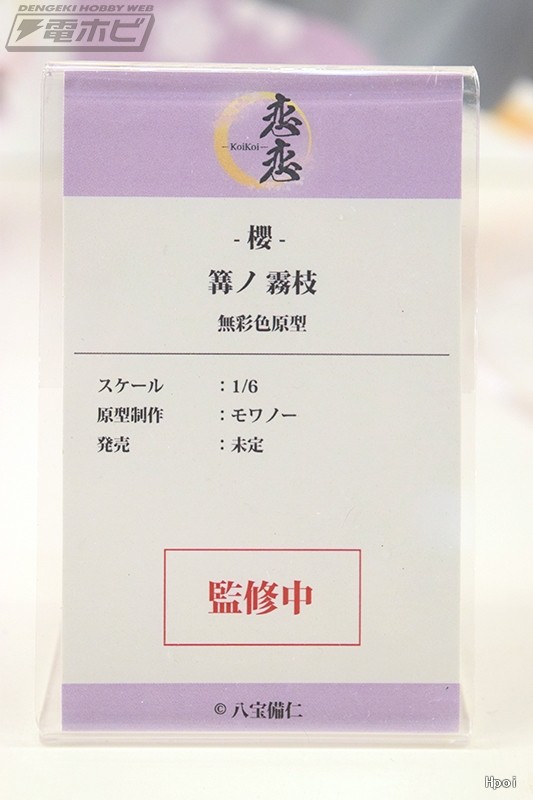 DENGEKI HOBBY WEB
電ホビ
恋
—KoiKoi—
恋
- 櫻 -
篝ノ 霧枝
無彩色原型
スケール ：1/6
原型制作 ：モワノー
発売 ：未定
監修中
© 八宝備仁
Hpoi